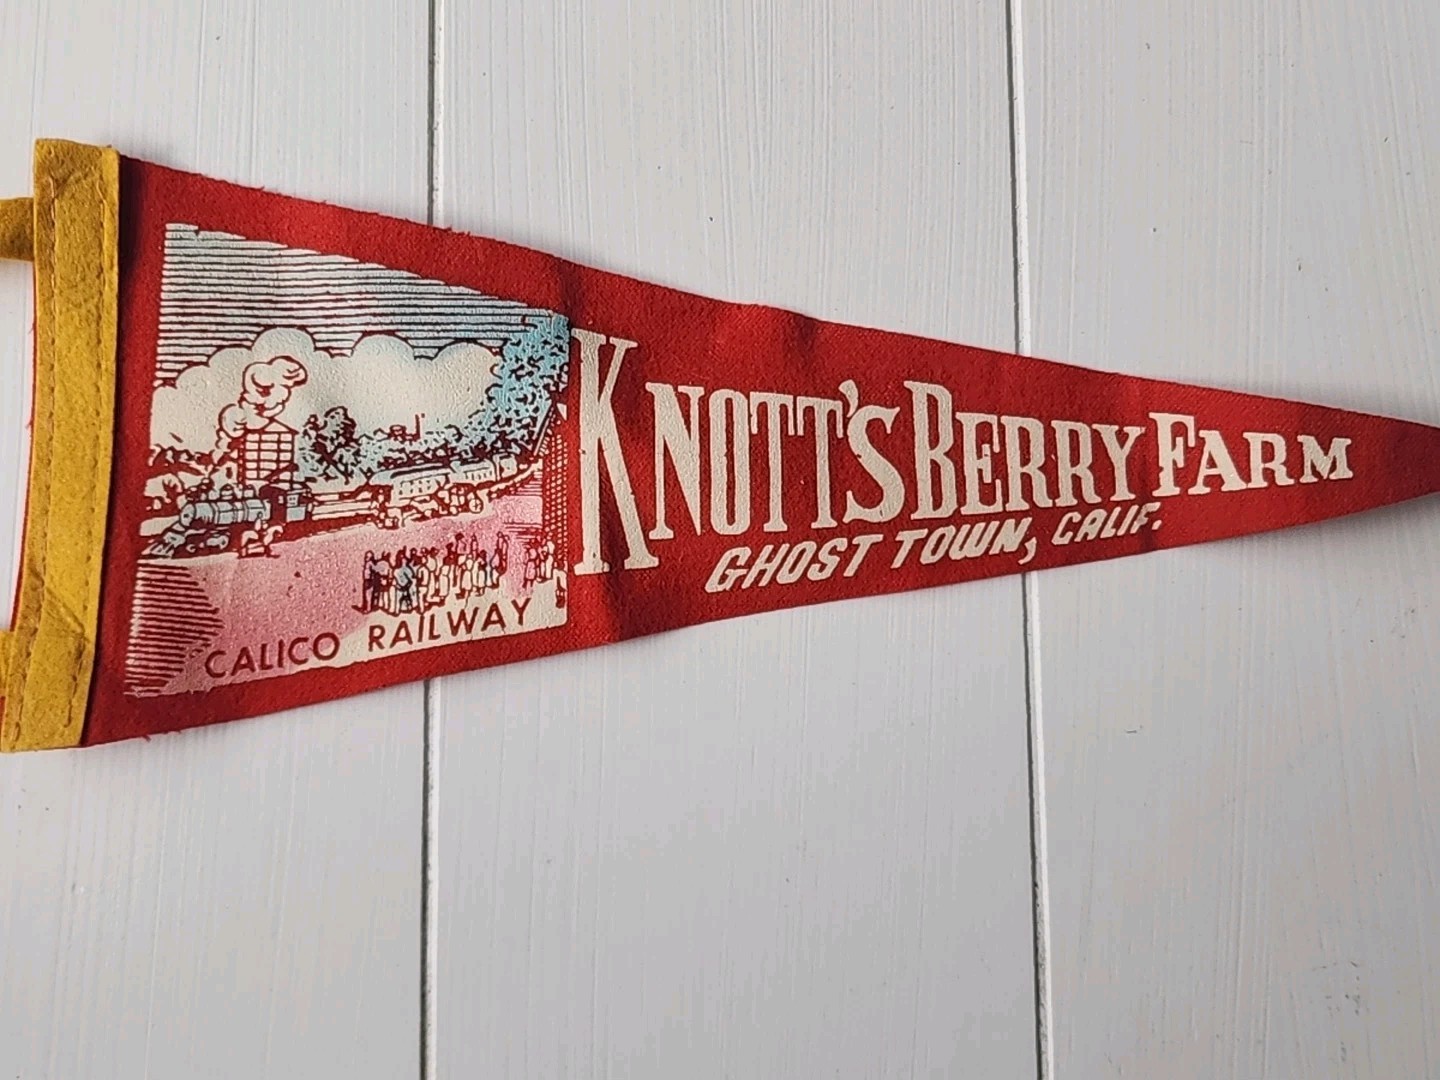 KNOTT'S BERRY FARM
GHOST TOWN, CALIF.
CALICO RAILWAY